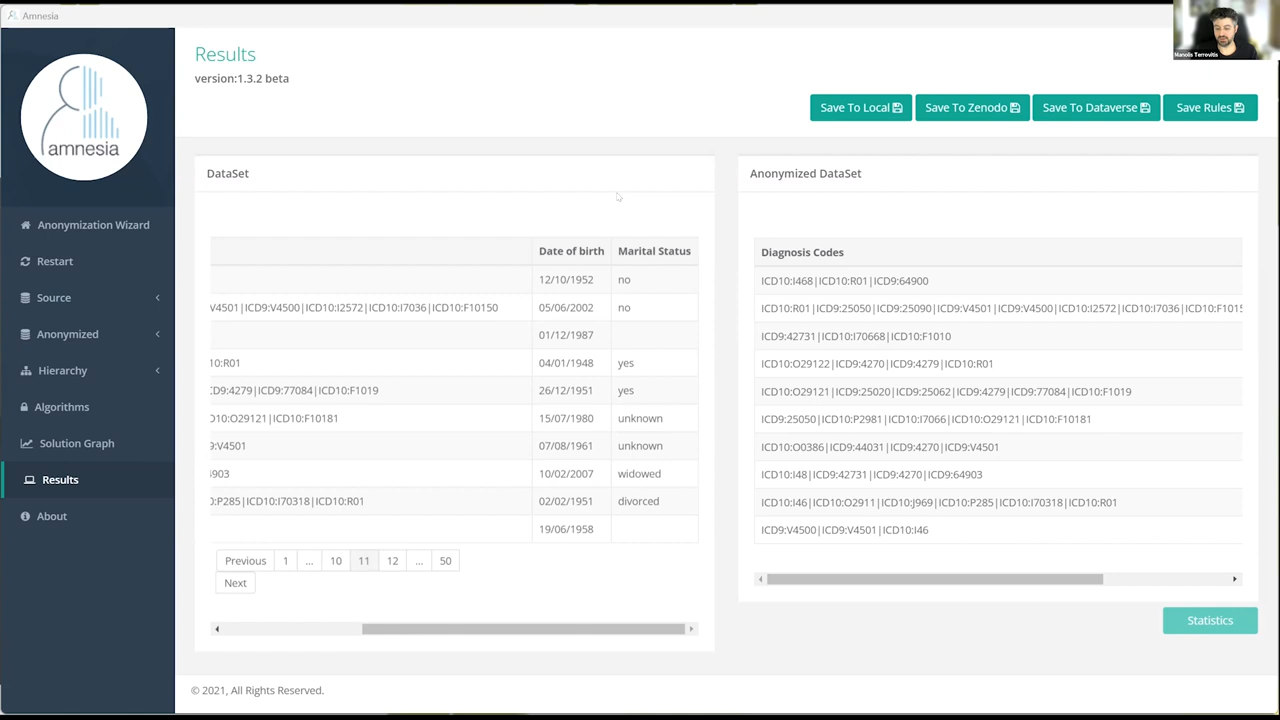 Amnesia
Manolis Terrovitis
amnesia
Anonymization Wizard
Restart
Source
Anonymized
Hierarchy
Algorithms
Solution Graph
Results
About
Results
version:1.3.2 beta
Save To Local
Save To Zenodo
Save To Dataverse
Save Rules
DataSet
Date of birth Marital Status
12/10/1952 no
V4501|ICD9:V4500|ICD10:I2572|ICD10:I7036|ICD10:F10150 05/06/2002 no
01/12/1987
10:R01 04/01/1948 yes
CD9:4279|ICD9:77084|ICD10:F1019 26/12/1951 yes
D10:O29121|ICD10:F10181 15/07/1980 unknown
9:V4501 07/08/1961 unknown
4903 10/02/2007 widowed
0:P285|ICD10:I70318|ICD10:R01 02/02/1951 divorced
19/06/1958
Previous 1 ... 10 11 12 ... 50
Next
Anonymized DataSet
Diagnosis Codes
ICD10:I468|ICD10:R01|ICD9:64900
ICD10:R01|ICD9:25050|ICD9:25090|ICD9:V4501|ICD9:V4500|ICD10:I2572|ICD10:I7036|ICD10:F1015
ICD9:42731|ICD10:I70668|ICD10:F1010
ICD10:O29122|ICD9:4270|ICD9:4279|ICD10:R01
ICD10:O29121|ICD9:25020|ICD9:25062|ICD9:4279|ICD9:77084|ICD10:F1019
ICD9:25050|ICD10:P2981|ICD10:I7066|ICD10:O29121|ICD10:F10181
ICD10:O0386|ICD9:44031|ICD9:4270|ICD9:V4501
ICD10:I48|ICD9:42731|ICD9:4270|ICD9:64903
ICD10:I46|ICD10:O2911|ICD10:J969|ICD10:P285|ICD10:I70318|ICD10:R01
ICD9:V4500|ICD9:V4501|ICD10:I46
Statistics
© 2021, All Rights Reserved.